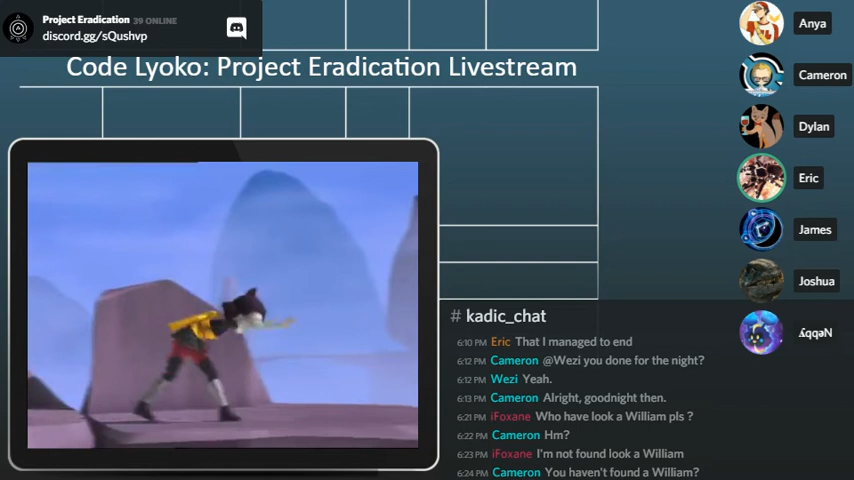 Project Eradication 39 ONLINE
discord.gg/sQushvp
Code Lyoko: Project Eradication Livestream
Anya
Cameron
Dylan
Eric
James
Joshua
ʎqqǝN
# kadic_chat
6:10 PM Eric That I managed to end
6:12 PM Cameron @Wezi you done for the night?
6:12 PM Wezi Yeah.
6:13 PM Cameron Alright, goodnight then.
6:21 PM iFoxane Who have look a William pls ?
6:22 PM Cameron Hm?
6:23 PM iFoxane I'm not found look a William
6:24 PM Cameron You haven't found a William?